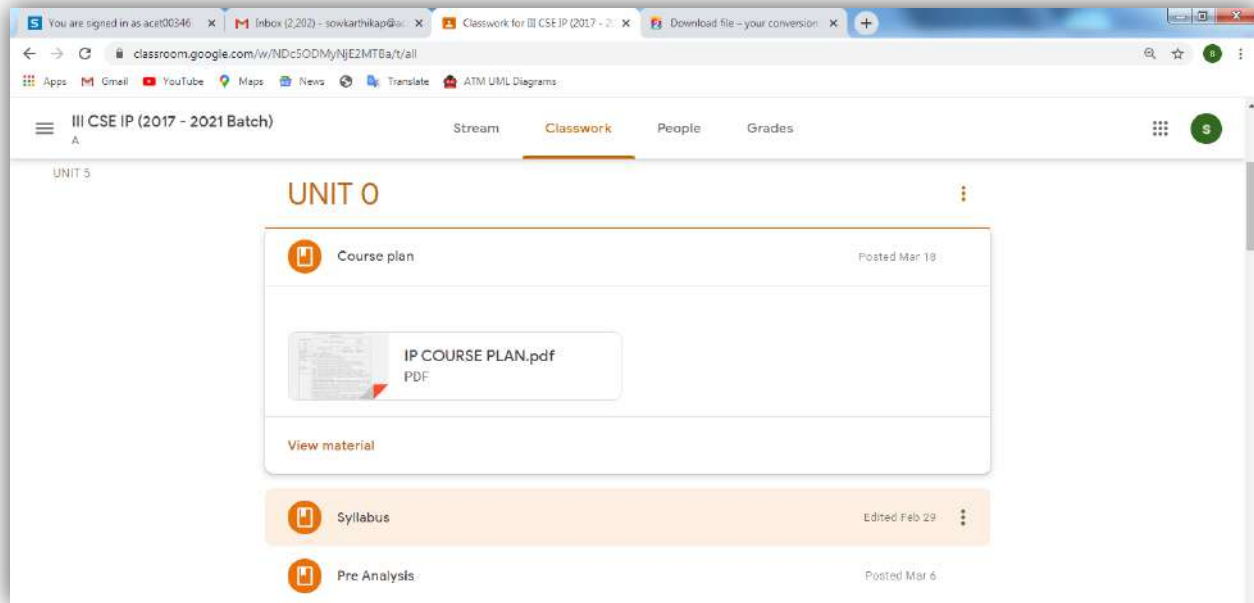 You are signed in as acet00346
Inbox (2,202) - sowkarthikap@ac
Classwork for III CSE IP (2017 - 2
Download file – your conversion
classroom.google.com/w/NDc5ODMyNjE2MTBa/t/all
Apps Gmail YouTube Maps News Translate ATM UML Diagrams
III CSE IP (2017 - 2021 Batch)
A
Stream Classwork People Grades
S
UNIT 5
UNIT 0
Course plan Posted Mar 18
IP COURSE PLAN.pdf
PDF
View material
Syllabus Edited Feb 29
Pre Analysis Posted Mar 6